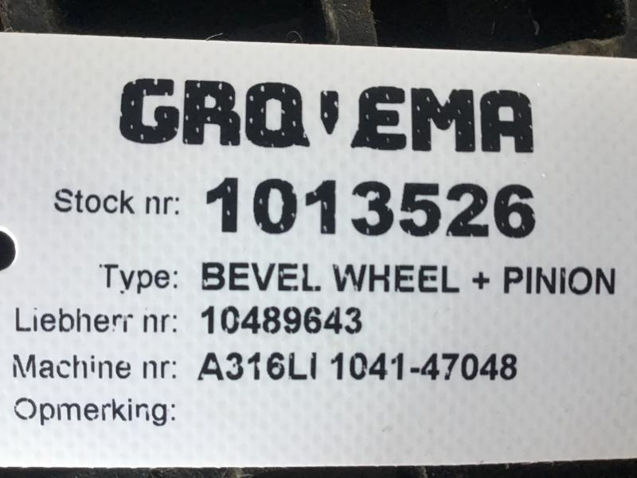 GROEMA
Stock nr: 1013526
Type: BEVEL WHEEL + PINION
Liebherr nr: 10489643
Machine nr: A316LI 1041-47048
Opmerking: